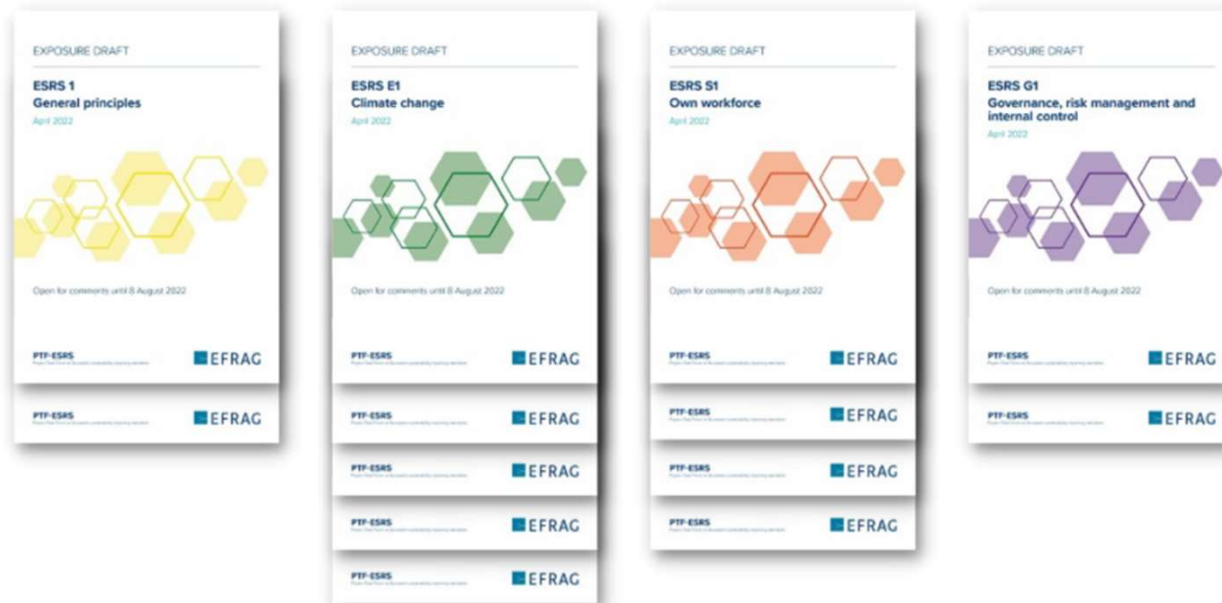 EXPOSURE DRAFT
ESRS 1
General principles
April 2022
Open for comments until 8 August 2022
PTF-ESRS
EFRAG
PTF-ESRS
EFRAG
EXPOSURE DRAFT
ESRS E1
Climate change
April 2022
Open for comments until 8 August 2022
PTF-ESRS
EFRAG
PTF-ESRS
EFRAG
PTF-ESRS
EFRAG
PTF-ESRS
EFRAG
PTF-ESRS
EFRAG
EXPOSURE DRAFT
ESRS S1
Own workforce
April 2022
Open for comments until 8 August 2022
PTF-ESRS
EFRAG
PTF-ESRS
EFRAG
PTF-ESRS
EFRAG
PTF-ESRS
EFRAG
EXPOSURE DRAFT
ESRS G1
Governance, risk management and
internal control
April 2022
Open for comments until 8 August 2022
PTF-ESRS
EFRAG
PTF-ESRS
EFRAG